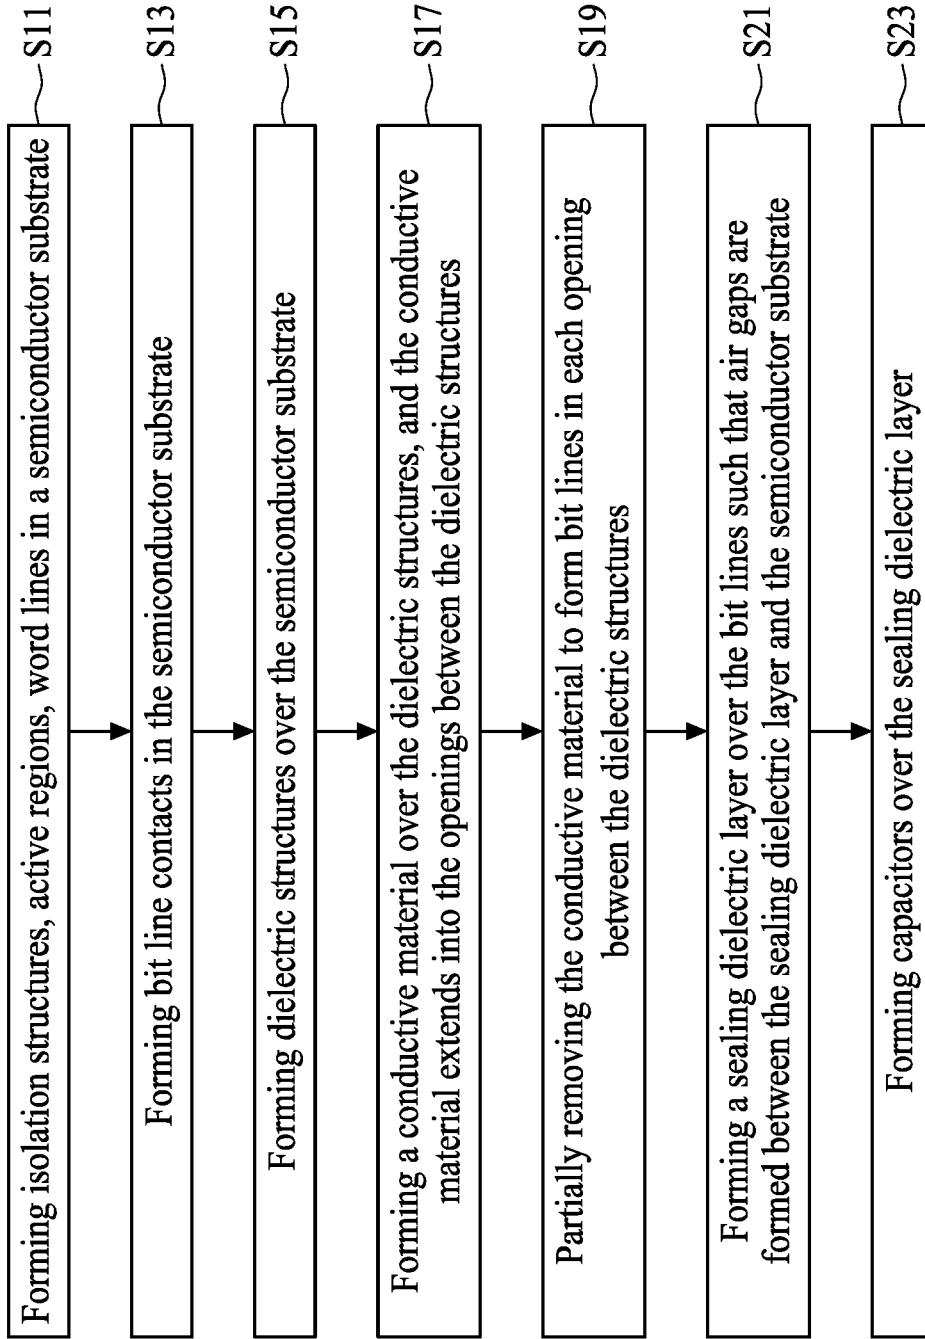 Forming isolation structures, active regions, word lines in a semiconductor substrate
S11
Forming bit line contacts in the semiconductor substrate
S13
Forming dielectric structures over the semiconductor substrate
S15
Forming a conductive material over the dielectric structures, and the conductive
material extends into the openings between the dielectric structures
S17
Partially removing the conductive material to form bit lines in each opening
between the dielectric structures
S19
Forming a sealing dielectric layer over the bit lines such that air gaps are
formed between the sealing dielectric layer and the semiconductor substrate
S21
Forming capacitors over the sealing dielectric layer
S23